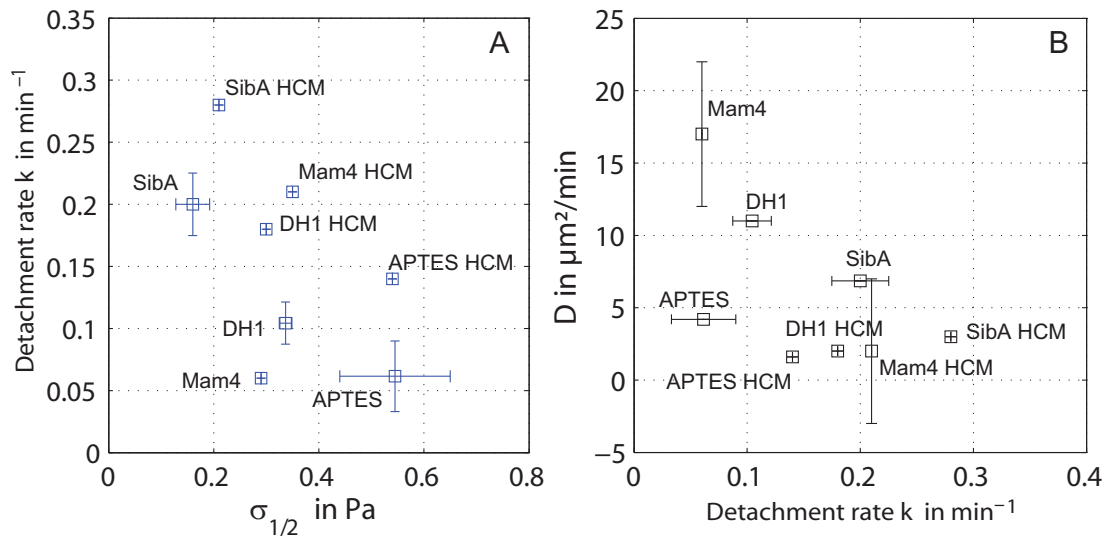 A
Detachment rate k in min⁻¹
0.35
0.3
0.25
0.2
0.15
0.1
0.05
0
SibA HCM
SibA
Mam4 HCM
DH1 HCM
APTES HCM
DH1
Mam4
APTES
0
0.2
0.4
0.6
0.8
σ1/2 in Pa
B
D in µm²/min
25
20
15
10
5
0
−5
Mam4
DH1
SibA
APTES
DH1 HCM
SibA HCM
Mam4 HCM
APTES HCM
0
0.1
0.2
0.3
0.4
Detachment rate k in min⁻¹